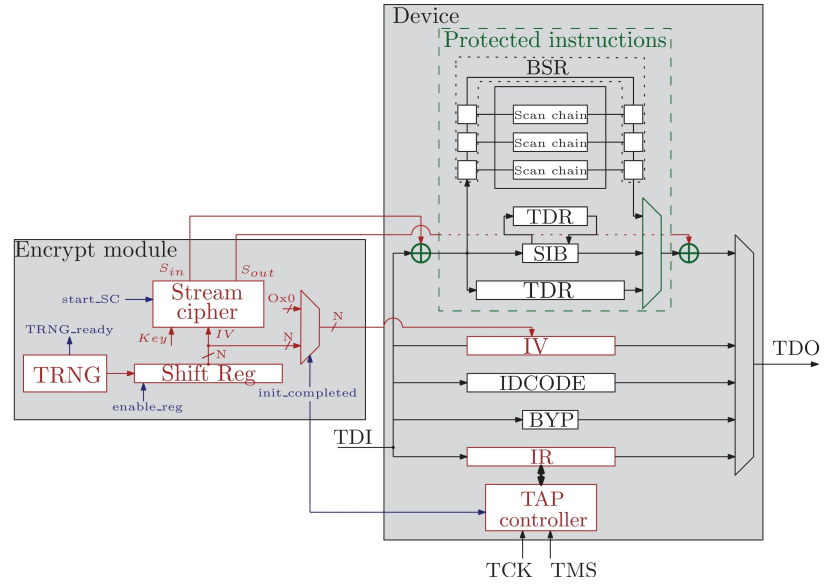 Device
Protected instructions
BSR
Scan chain
Scan chain
Scan chain
TDR
SIB
TDR
Encrypt module
S_in
S_out
start_SC
Stream
cipher
Ox0
TRNG_ready
Key
IV
N
N
N
TRNG
Shift Reg
enable_reg
init_completed
IV
IDCODE
BYP
TDI
IR
TDO
TAP
controller
TCK
TMS